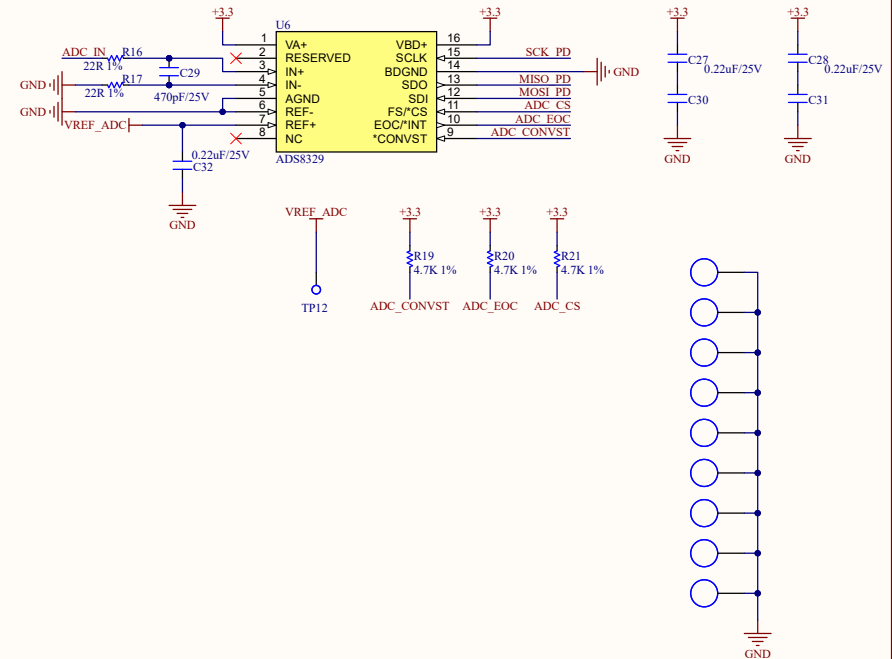 +3.3
U6
+3.3
+3.3
+3.3
ADC_IN
R16
22R 1%
C29
GND
R17
22R 1%
470pF/25V
GND
VREF_ADC
0.22uF/25V
C32
GND
1
2
3
4
5
6
7
8
VA+
RESERVED
IN+
IN-
AGND
REF-
REF+
NC
VBD+
SCLK
BDGND
SDO
SDI
FS/*CS
EOC/*INT
*CONVST
16
15
14
13
12
11
10
9
ADS8329
SCK_PD
GND
MISO_PD
MOSI_PD
ADC_CS
ADC_EOC
ADC_CONVST
C27
0.22uF/25V
C30
GND
C28
0.22uF/25V
C31
GND
VREF_ADC
TP12
+3.3
R19
4.7K 1%
ADC_CONVST
+3.3
R20
4.7K 1%
ADC_EOC
+3.3
R21
4.7K 1%
ADC_CS
GND